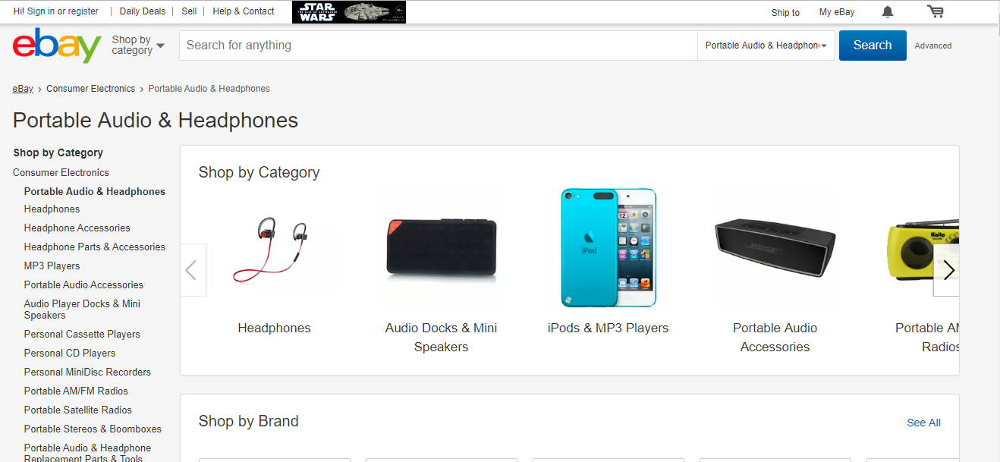 Hi! Sign in or register
Daily Deals
Sell
Help & Contact
STAR
THE RISE OF SKYWALKER
WARS
Ship to
My eBay
ebay
Shop by
category
Search for anything
Portable Audio & Headphon
Search
Advanced
eBay > Consumer Electronics > Portable Audio & Headphones
Portable Audio & Headphones
Shop by Category
Consumer Electronics
Portable Audio & Headphones
Headphones
Headphone Accessories
Headphone Parts & Accessories
MP3 Players
Portable Audio Accessories
Audio Player Docks & Mini
Speakers
Personal Cassette Players
Personal CD Players
Personal MiniDisc Recorders
Portable AM/FM Radios
Portable Satellite Radios
Portable Stereos & Boomboxes
Portable Audio & Headphone
Replacement Parts & Tools
Shop by Category
iPod
BOSE
Kaito
Headphones
Audio Docks & Mini
Speakers
iPods & MP3 Players
Portable Audio
Accessories
Portable AM
Radios
Shop by Brand
See All